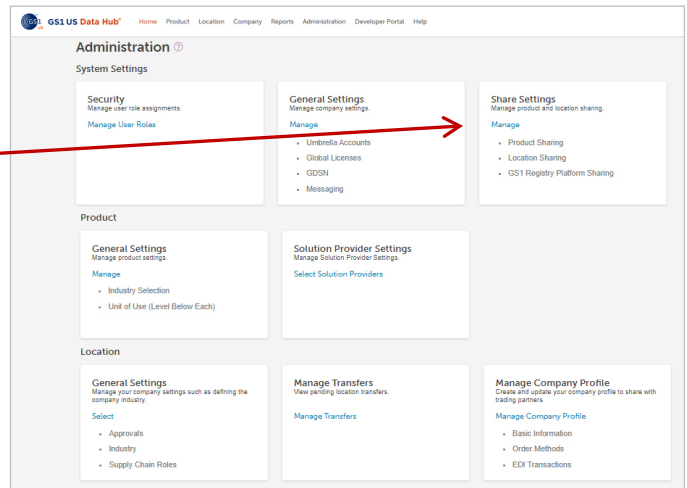 GS1 US
GS1 US Data Hub® Home Product Location Company Reports Administration Developer Portal Help
Administration ?
System Settings
Security
Manage user role assignments.
Manage User Roles
General Settings
Manage company settings.
Manage
• Umbrella Accounts
• Global Licenses
• GDSN
• Messaging
Share Settings
Manage product and location sharing.
Manage
• Product Sharing
• Location Sharing
• GS1 Registry Platform Sharing
Product
General Settings
Manage product settings.
Manage
• Industry Selection
• Unit of Use (Level Below Each)
Solution Provider Settings
Manage Solution Provider Settings.
Select Solution Providers
Location
General Settings
Manage your company settings such as defining the
company industry.
Select
• Approvals
• Industry
• Supply Chain Roles
Manage Transfers
View pending location transfers.
Manage Transfers
Manage Company Profile
Create and update your company profile to share with
trading partners
Manage Company Profile
• Basic Information
• Order Methods
• EDI Transactions